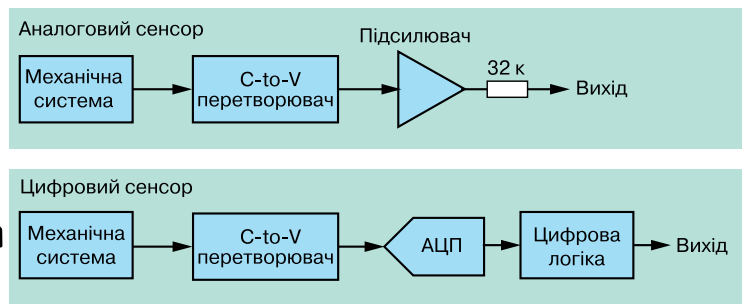 Аналоговий сенсор
Підсилювач
Механічна
система
C-to-V
перетворювач
32 к
Вихід
Цифровий сенсор
Механічна
система
C-to-V
перетворювач
АЦП
Цифрова
логіка
Вихід